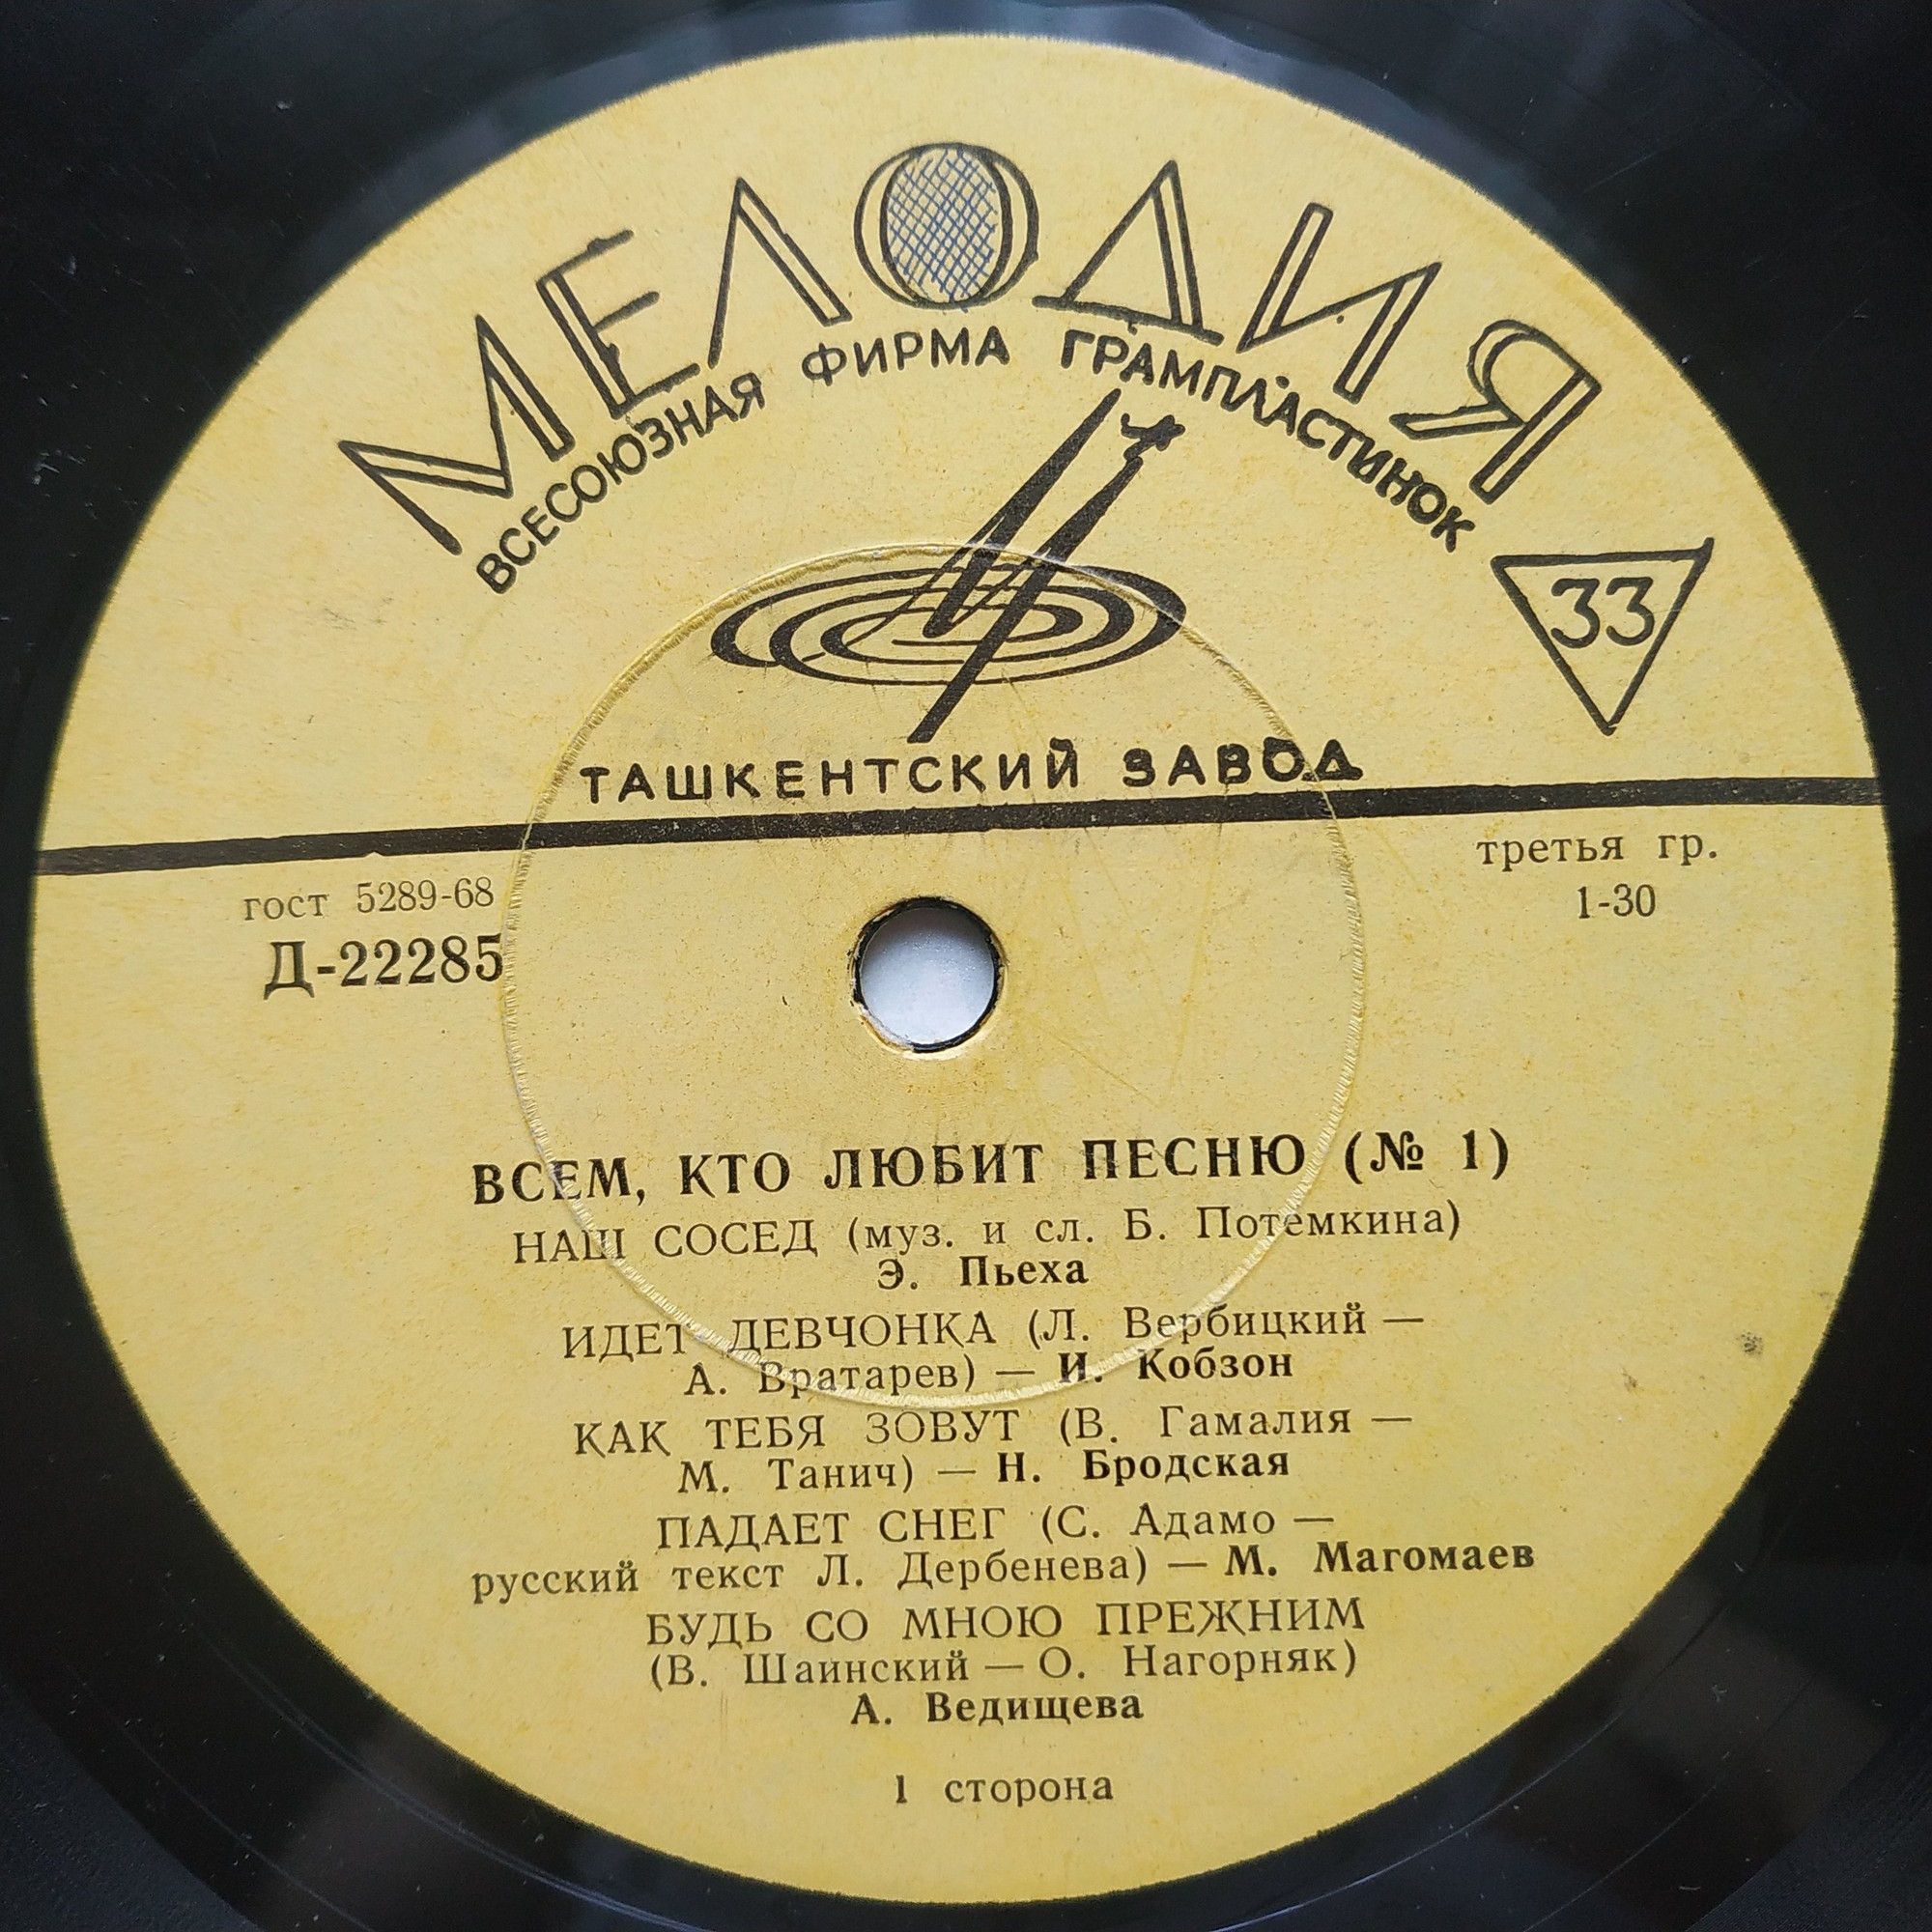 МЕЛОДИЯ
ВСЕСОЮЗНАЯ ФИРМА ГРАМПЛАСТИНОК
33
ТАШКЕНТСКИЙ ЗАВОД
третья гр.
гост 5289-68
1-30
Д-22285
ВСЕМ, КТО ЛЮБИТ ПЕСНЮ (№ 1)
НАШ СОСЕД (муз. и сл. Б. Потемкина)
Э. Пьеха
ИДЕТ ДЕВЧОНКА (Л. Вербицкий —
А. Вратарев) — И. Кобзон
КАК ТЕБЯ ЗОВУТ (В. Гамалия —
М. Танич) — Н. Бродская
ПАДАЕТ СНЕГ (С. Адамо —
русский текст Л. Дербенева) — М. Магомаев
БУДЬ СО МНОЮ ПРЕЖНИМ
(В. Шаинский — О. Нагорняк)
А. Ведищева
1 сторона